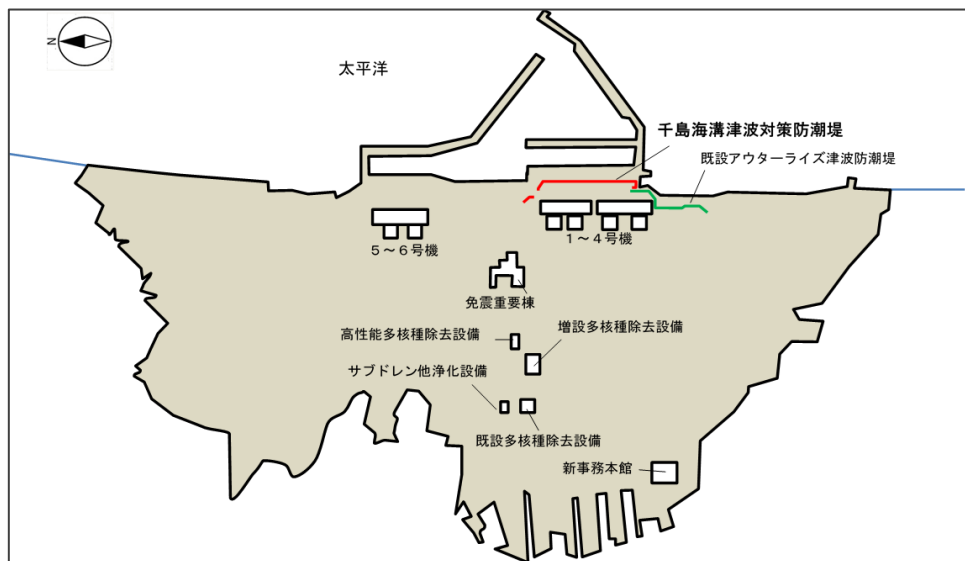 N
太平洋
千島海溝津波対策防潮堤
既設アウターライズ津波防潮堤
5～6号機
1～4号機
免震重要棟
高性能多核種除去設備
増設多核種除去設備
サブドレン他浄化設備
既設多核種除去設備
新事務本館